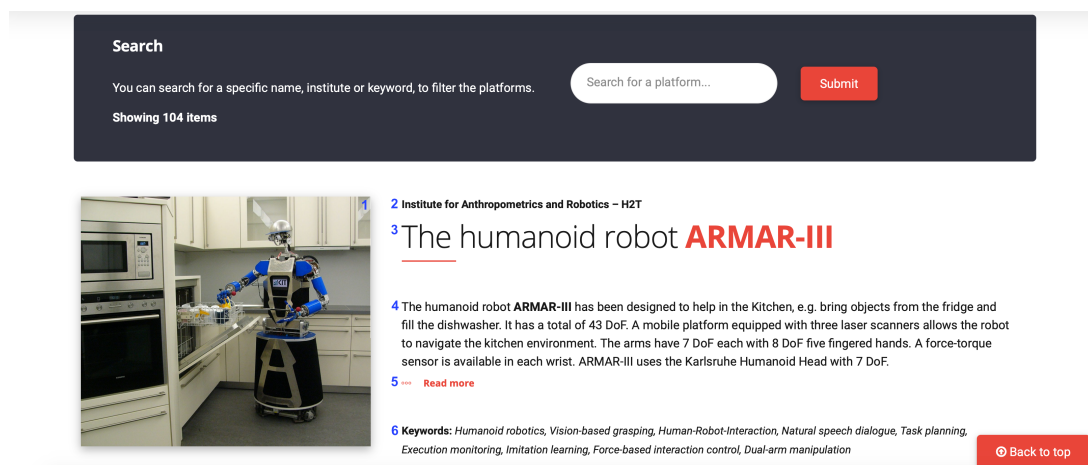 Search
You can search for a specific name, institute or keyword, to filter the platforms.
Showing 104 items
Search for a platform...
Submit
1
KIT
2 Institute for Anthropometrics and Robotics – H2T
3 The humanoid robot ARMAR-III
4 The humanoid robot ARMAR-III has been designed to help in the Kitchen, e.g. bring objects from the fridge and
fill the dishwasher. It has a total of 43 DoF. A mobile platform equipped with three laser scanners allows the robot
to navigate the kitchen environment. The arms have 7 DoF each with 8 DoF five fingered hands. A force-torque
sensor is available in each wrist. ARMAR-III uses the Karlsruhe Humanoid Head with 7 DoF.
5 Read more
6 Keywords: Humanoid robotics, Vision-based grasping, Human-Robot-Interaction, Natural speech dialogue, Task planning,
Execution monitoring, Imitation learning, Force-based interaction control, Dual-arm manipulation
Back to top